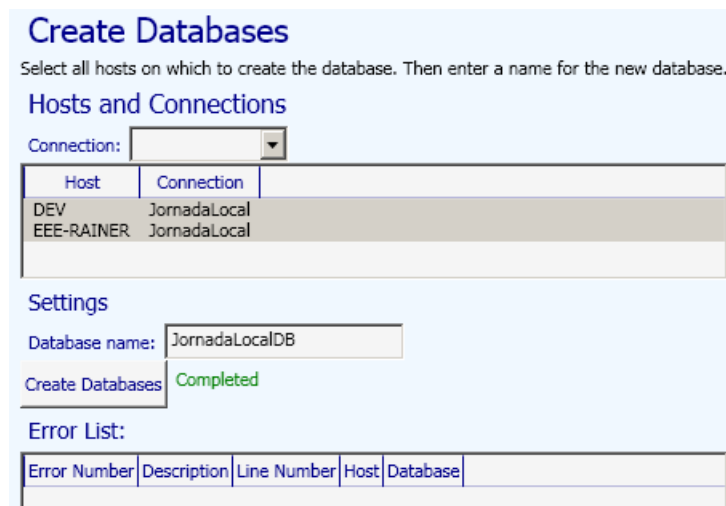 Create Databases
Select all hosts on which to create the database. Then enter a name for the new database.
Hosts and Connections
Connection:
Host Connection
DEV JornadaLocal
EEE-RAINER JornadaLocal
Settings
Database name: JornadaLocalDB
Create Databases Completed
Error List:
Error Number Description Line Number Host Database